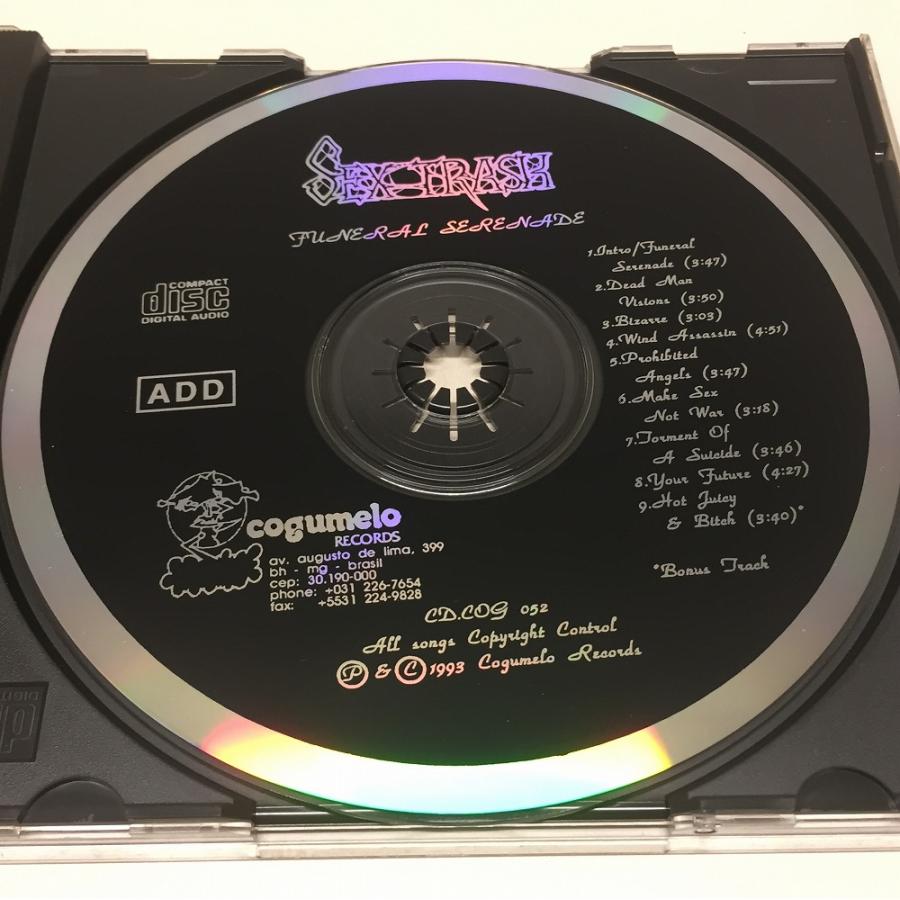 SEXTRASH
FUNERAL SERENADE
1.Intro/Funeral
Serenade (3:47)
2.Dead Man
Visions (3:50)
3.Bizarre (3:03)
4.Wind Assassin (4:51)
5.Prohibited
Angels (3:47)
6.Make Sex
Not War (3:18)
7.Torment Of
A Suicide (3:46)
8.Your Future (4:27)
9.Hot Juicy
& Bitch (3:40)*
*Bonus Track
COMPACT
disc
DIGITAL AUDIO
ADD
cogumelo
RECORDS
av. augusto de lima, 399
bh - mg - brasil
cep: 30.190-000
phone: +031 226-7654
fax: +5531 224-9828
CD.COG 052
All songs Copyright Control
Ⓟ & © 1993 Cogumelo Records